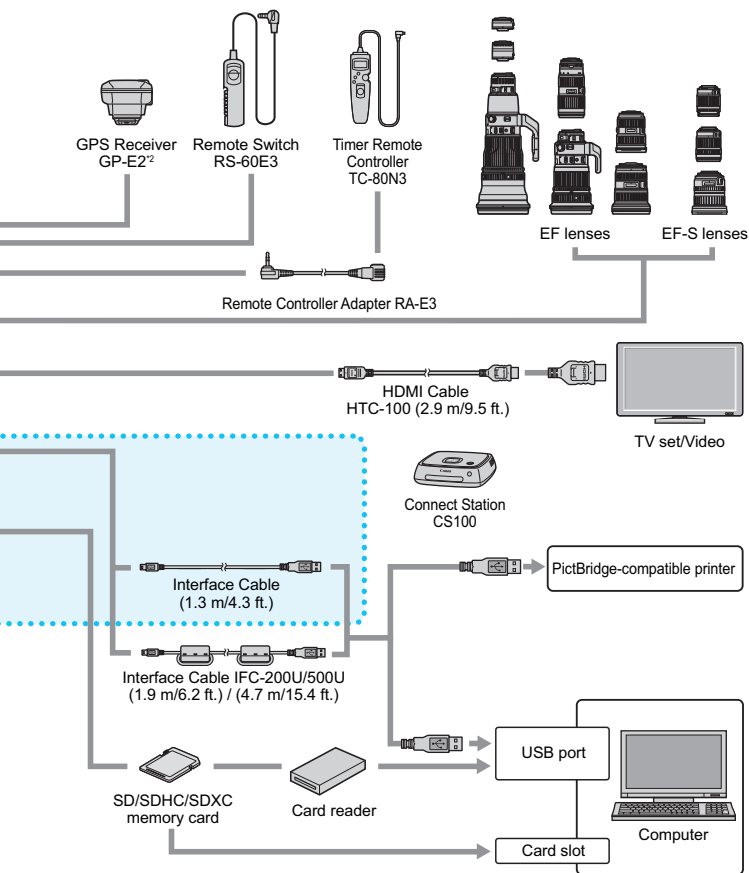 GPS Receiver
GP-E2*2
Remote Switch
RS-60E3
Timer Remote
Controller
TC-80N3
EF lenses
EF-S lenses
Remote Controller Adapter RA-E3
HDMI Cable
HTC-100 (2.9 m/9.5 ft.)
TV set/Video
Canon
Connect Station
CS100
Interface Cable
(1.3 m/4.3 ft.)
PictBridge-compatible printer
Interface Cable IFC-200U/500U
(1.9 m/6.2 ft.) / (4.7 m/15.4 ft.)
USB port
SD/SDHC/SDXC
memory card
Card reader
Computer
Card slot